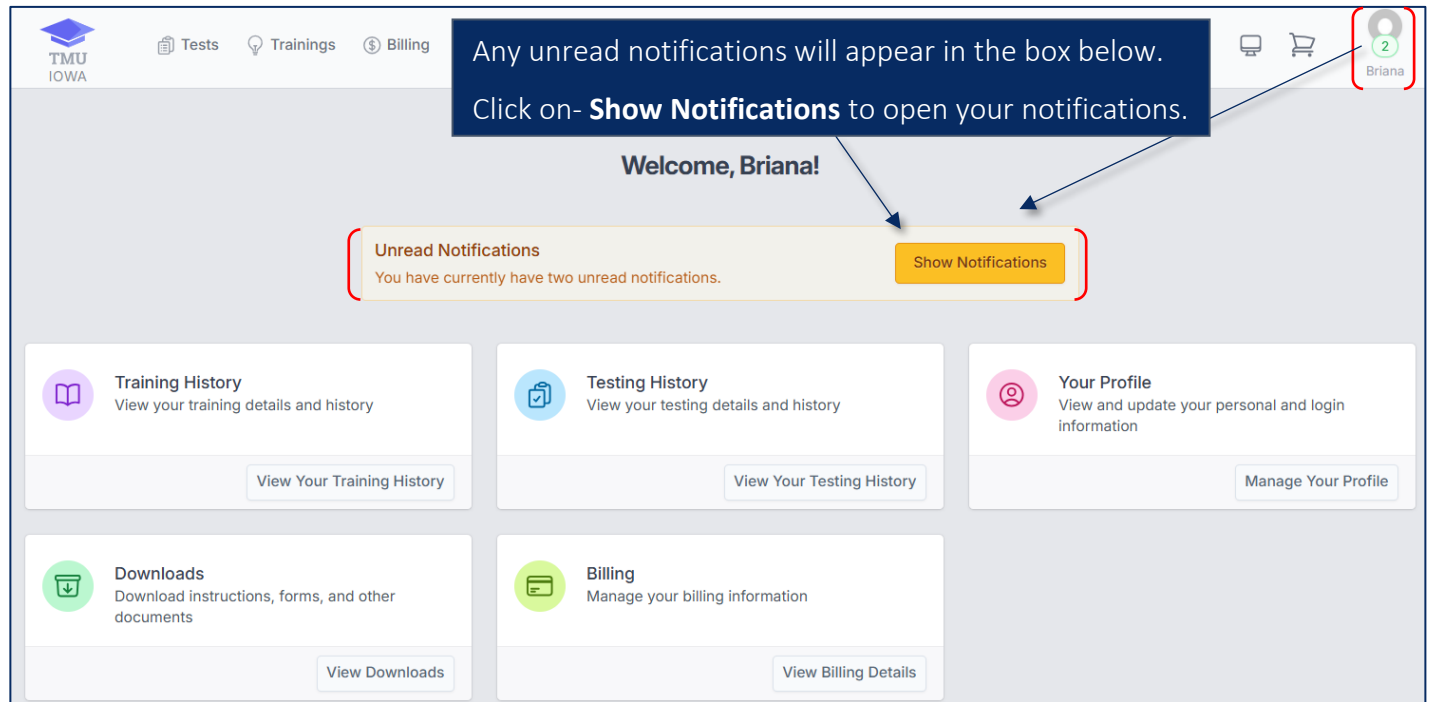 TMU
IOWA
Tests
Trainings
Billing
Any unread notifications will appear in the box below.
Click on- Show Notifications to open your notifications.
2
Briana
Welcome, Briana!
Unread Notifications
You have currently have two unread notifications.
Show Notifications
Training History
View your training details and history
View Your Training History
Testing History
View your testing details and history
View Your Testing History
Your Profile
View and update your personal and login
information
Manage Your Profile
Downloads
Download instructions, forms, and other
documents
View Downloads
Billing
Manage your billing information
View Billing Details